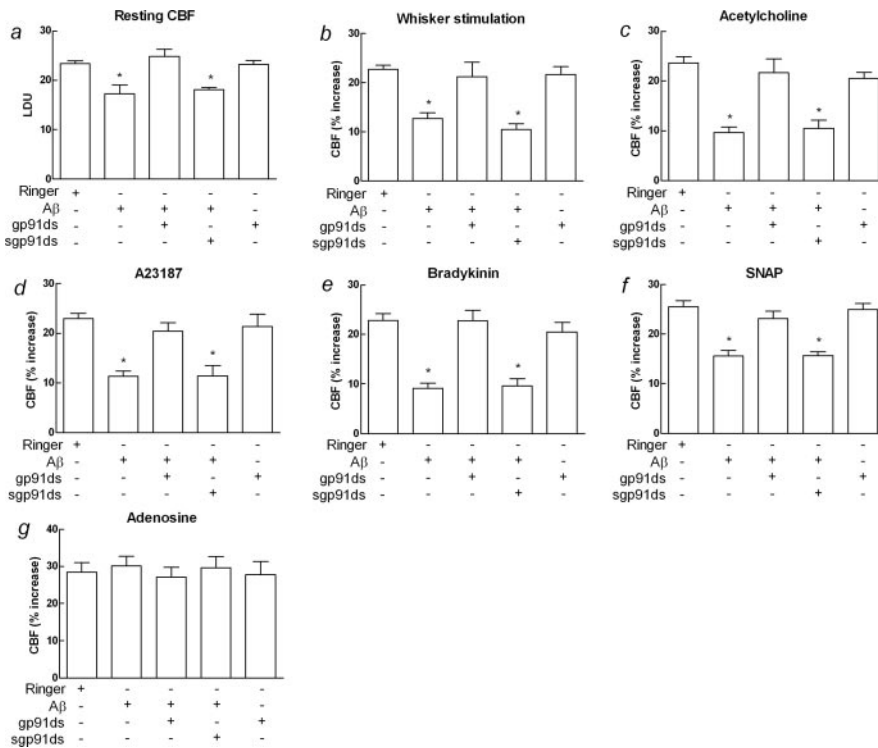 a Resting CBF
LDU
30
20
10
0
*
*
Ringer + - - - -
Aβ - + + + -
gp91ds - - + - +
sgp91ds - - - + -
b Whisker stimulation
CBF (% increase)
30
20
10
0
*
*
Ringer + - - - -
Aβ - + + + -
gp91ds - - + - +
sgp91ds - - - + -
c Acetylcholine
CBF (% increase)
30
20
10
0
*
*
Ringer + - - - -
Aβ - + + + -
gp91ds - - + - +
sgp91ds - - - + -
d A23187
CBF (% increase)
30
20
10
0
*
*
Ringer + - - - -
Aβ - + + + -
gp91ds - - + - +
sgp91ds - - - + -
e Bradykinin
CBF (% increase)
30
20
10
0
*
*
Ringer + - - - -
Aβ - + + + -
gp91ds - - + - +
sgp91ds - - - + -
f SNAP
CBF (% increase)
30
20
10
0
*
*
Ringer + - - - -
Aβ - + + + -
gp91ds - - + - +
sgp91ds - - - + -
g Adenosine
CBF (% increase)
40
30
20
10
0
Ringer + - - - -
Aβ - + + + -
gp91ds - - + - +
sgp91ds - - - + -